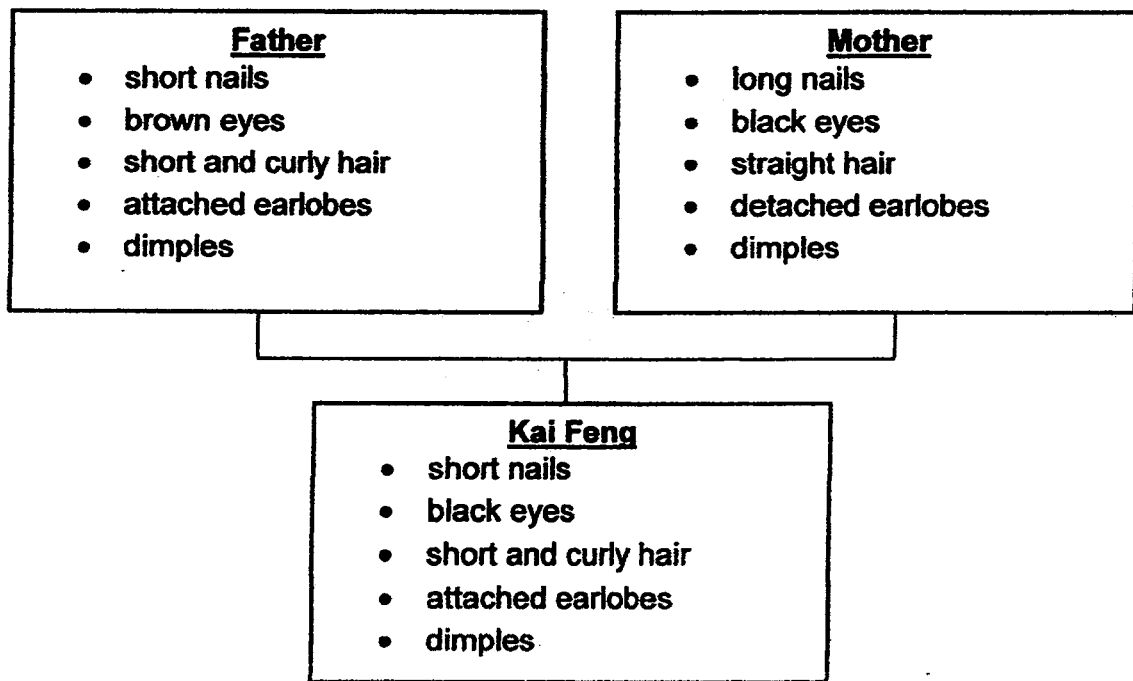 Father
• short nails
• brown eyes
• short and curly hair
• attached earlobes
• dimples
Mother
• long nails
• black eyes
• straight hair
• detached earlobes
• dimples
Kai Feng
• short nails
• black eyes
• short and curly hair
• attached earlobes
• dimples